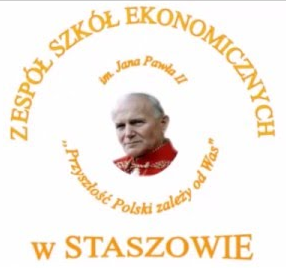 ZESPÓŁ SZKÓŁ EKONOMICZNYCH
im. Jana Pawła II
„Przyszłość Polski zależy od Was”
w STASZOWIE